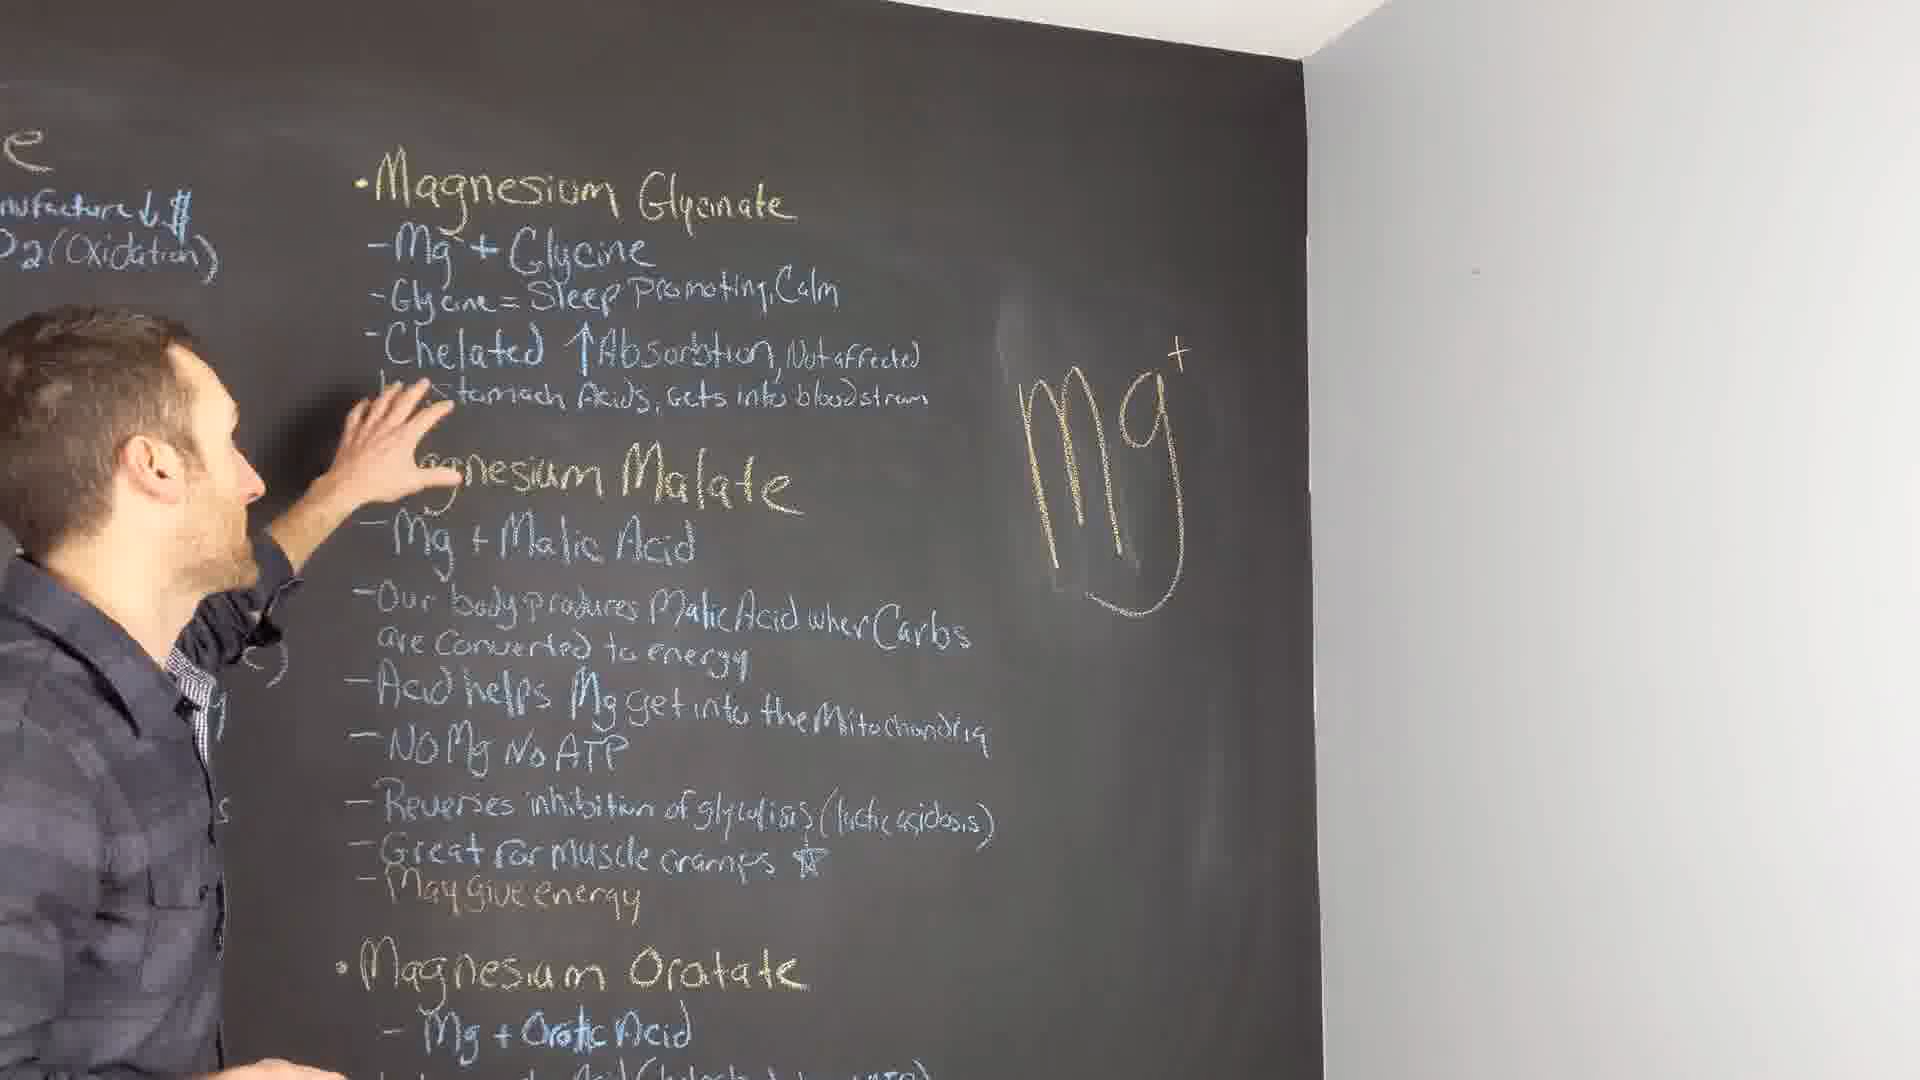 e
nufacture ↓ $
O2 (Oxidation)
• Magnesium Glycinate
- Mg + Glycine
- Glycine = Sleep Promoting, Calm
- Chelated ↑ Absorbtion, Not affected
Stomach Acids, Gets into bloodstream
gnesium Malate
- Mg + Malic Acid
- Our body produces Malic Acid when Carbs
are converted to energy
- Acid helps Mg get into the Mitochondria
- No Mg No ATP
- Reverses inhibition of glycolisis (lactic acidosis)
- Great for muscle cramps ☆
- May give energy
• Magnesium Oratate
- Mg + Orotic Acid
Mg+